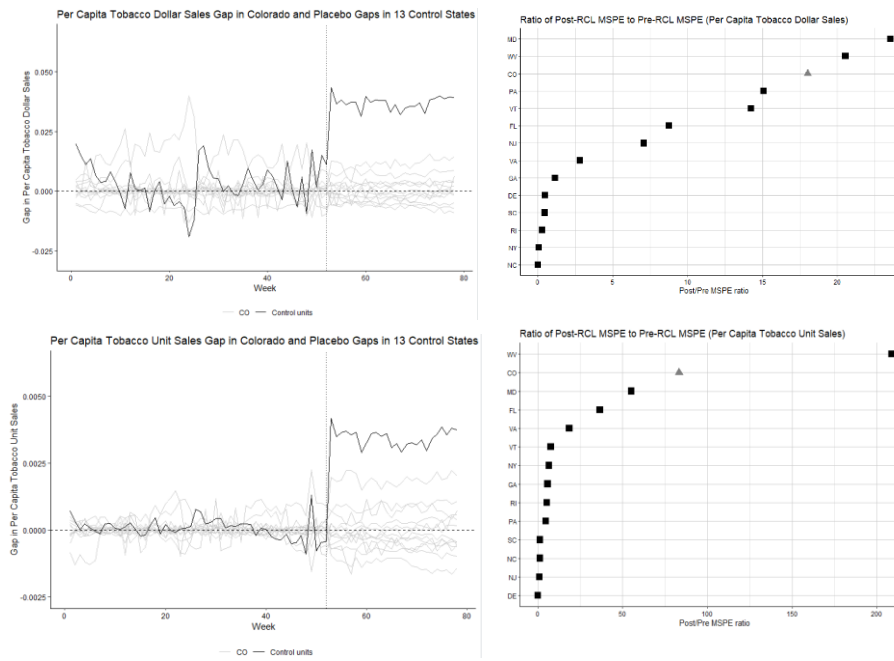 Per Capita Tobacco Dollar Sales Gap in Colorado and Placebo Gaps in 13 Control States
Gap in Per Capita Tobacco Dollar Sales
0.050
0.025
0.000
-0.025
0 20 40 60 80
Week
CO Control units
Ratio of Post-RCL MSPE to Pre-RCL MSPE (Per Capita Tobacco Dollar Sales)
MD
WV
CO
PA
VT
FL
NJ
VA
GA
DE
SC
RI
NY
NC
0 5 10 15 20
Post/Pre MSPE ratio
Per Capita Tobacco Unit Sales Gap in Colorado and Placebo Gaps in 13 Control States
Gap in Per Capita Tobacco Unit Sales
0.0050
0.0025
0.0000
-0.0025
0 20 40 60 80
Week
CO Control units
Ratio of Post-RCL MSPE to Pre-RCL MSPE (Per Capita Tobacco Unit Sales)
WV
CO
MD
FL
VA
VT
NY
GA
RI
PA
SC
NC
NJ
DE
0 50 100 150 200
Post/Pre MSPE ratio